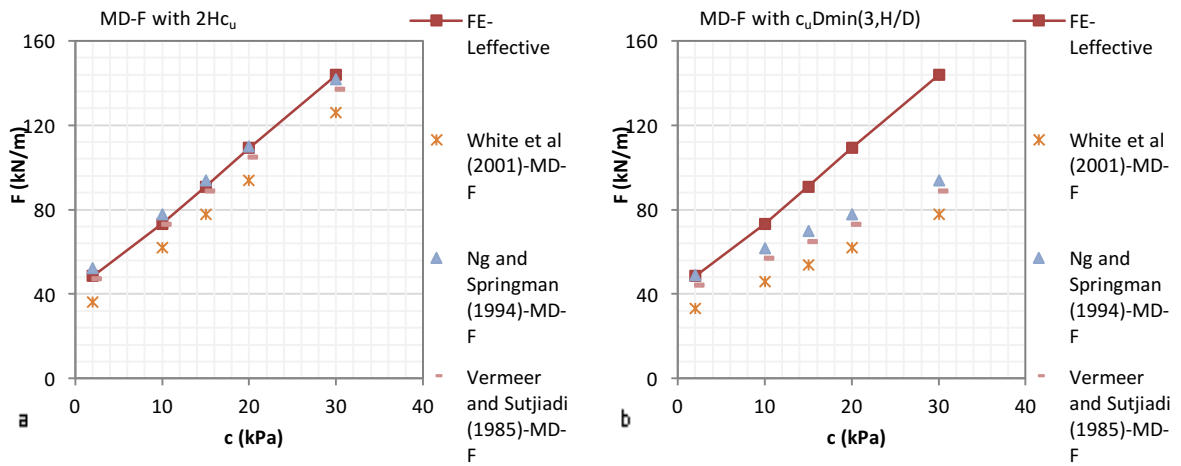 MD-F with 2Hcu
160
120
80
40
0
0 10 20 30 40
F (kN/m)
c (kPa)
a
FE-
Leffective
White et al
(2001)-MD-
F
Ng and
Springman
(1994)-MD-
F
Vermeer
and Sutjiadi
(1985)-MD-
F
MD-F with cuDmin(3,H/D)
160
120
80
40
0
0 10 20 30 40
F (kN/m)
c (kPa)
b
FE-
Leffective
White et al
(2001)-MD-
F
Ng and
Springman
(1994)-MD-
F
Vermeer
and Sutjiadi
(1985)-MD-
F